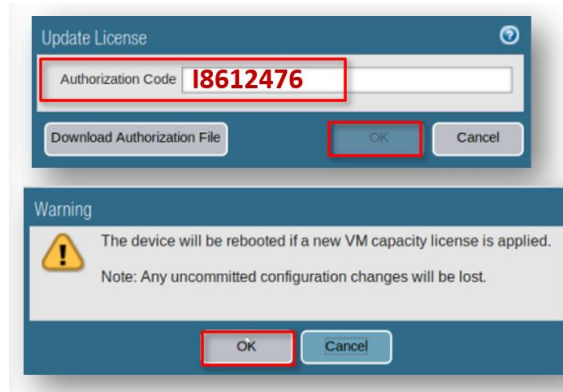 Update License
Authorization Code I8612476
Download Authorization File OK Cancel
Warning
The device will be rebooted if a new VM capacity license is applied.
Note: Any uncommitted configuration changes will be lost.
OK Cancel